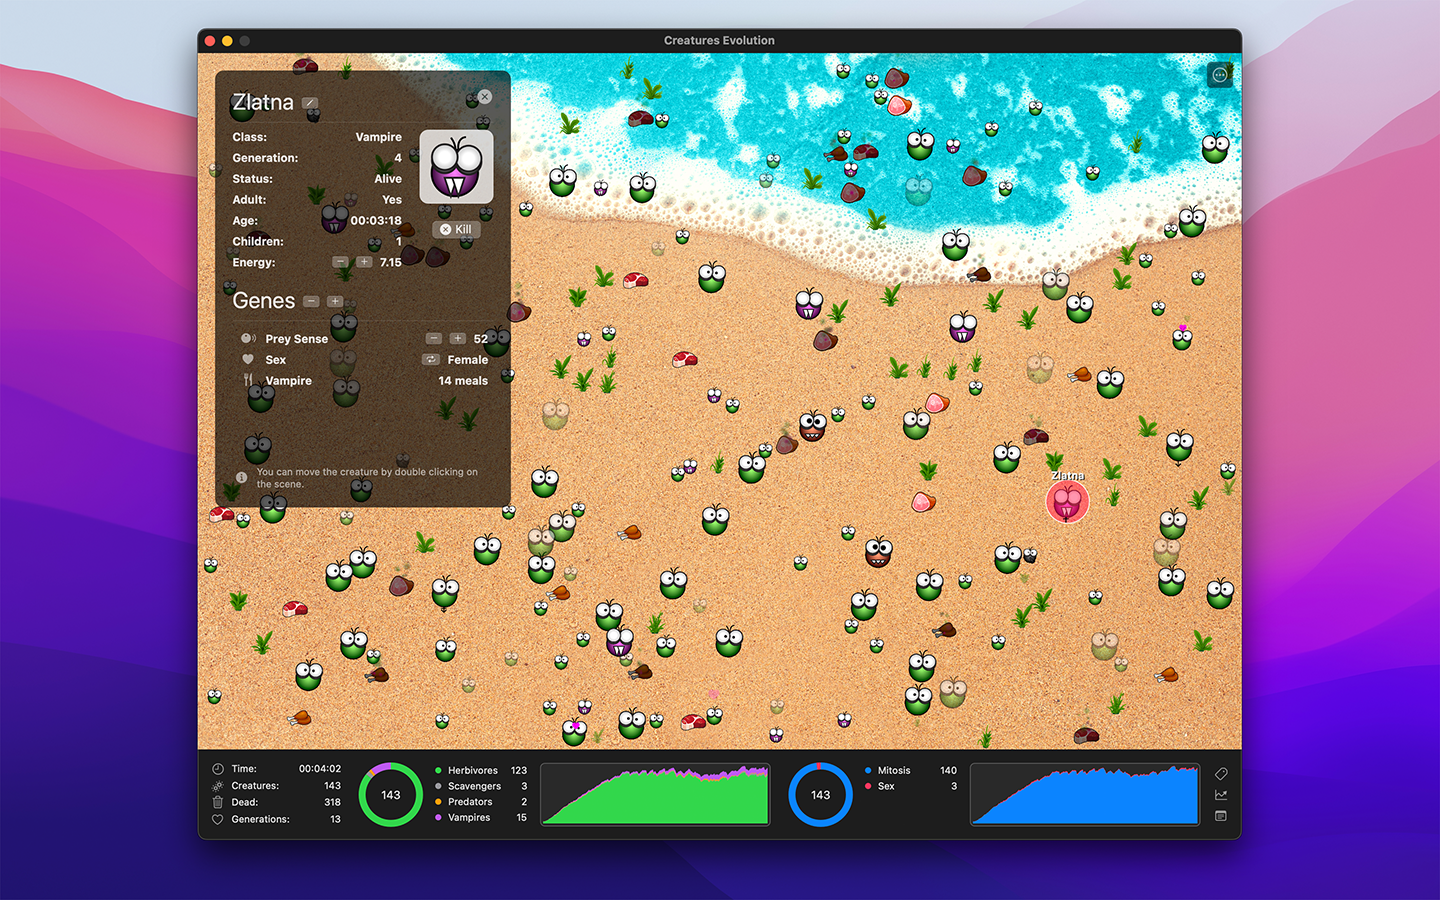 Creatures Evolution
Zlatna
Class: Vampire
Generation: 4
Status: Alive
Adult: Yes
Age: 00:03:18
Children: 1
Energy: 7.15
Kill
Genes
Prey Sense 52
Sex Female
Vampire 14 meals
You can move the creature by double clicking on
the scene.
Zlatna
Time: 00:04:02
Creatures: 143
Dead: 318
Generations: 13
143
Herbivores 123
Scavengers 3
Predators 2
Vampires 15
143
Mitosis 140
Sex 3